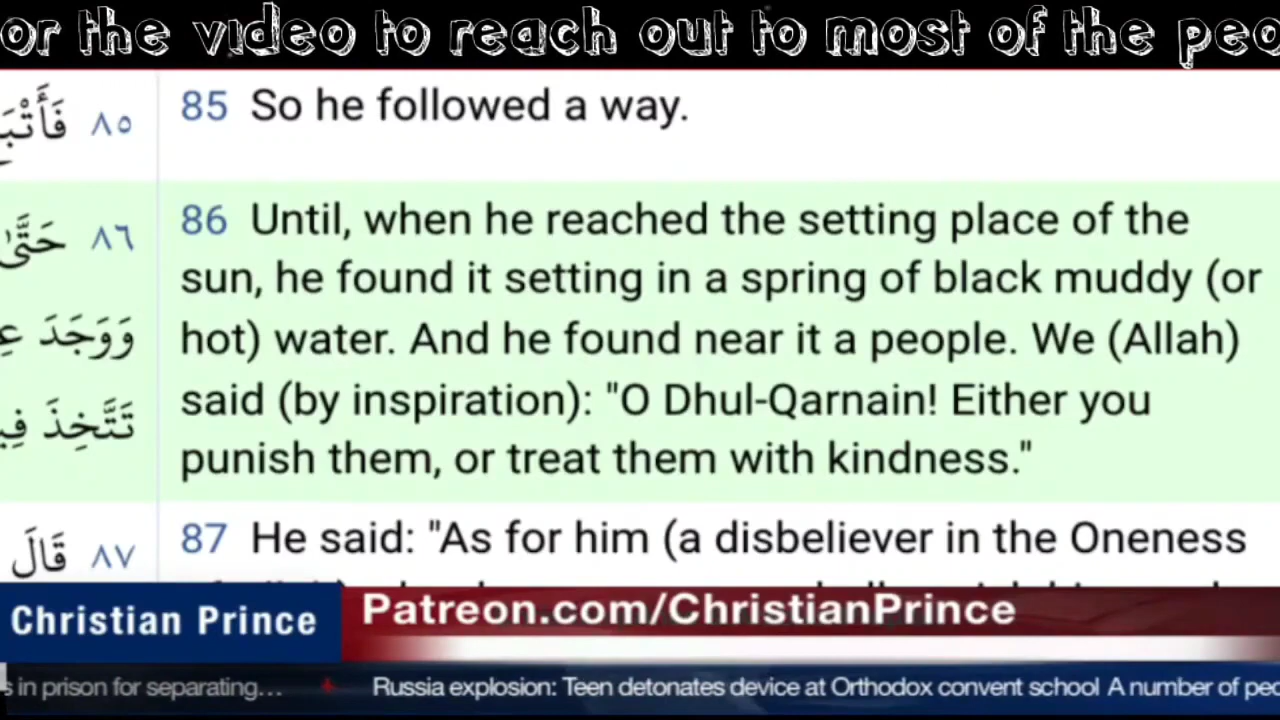 or the video to reach out to most of the peo
85 So he followed a way.
٨٥
86 Until, when he reached the setting place of the
sun, he found it setting in a spring of black muddy (or
hot) water. And he found near it a people. We (Allah)
said (by inspiration): "O Dhul-Qarnain! Either you
punish them, or treat them with kindness."
٨٦ حَتَّىٰ
وَوَجَدَ
تَتَّخِذَ
87 He said: "As for him (a disbeliever in the Oneness
٨٧ قَالَ
Christian Prince
Patreon.com/ChristianPrince
s in prison for separating... + Russia explosion: Teen detonates device at Orthodox convent school A number of peo